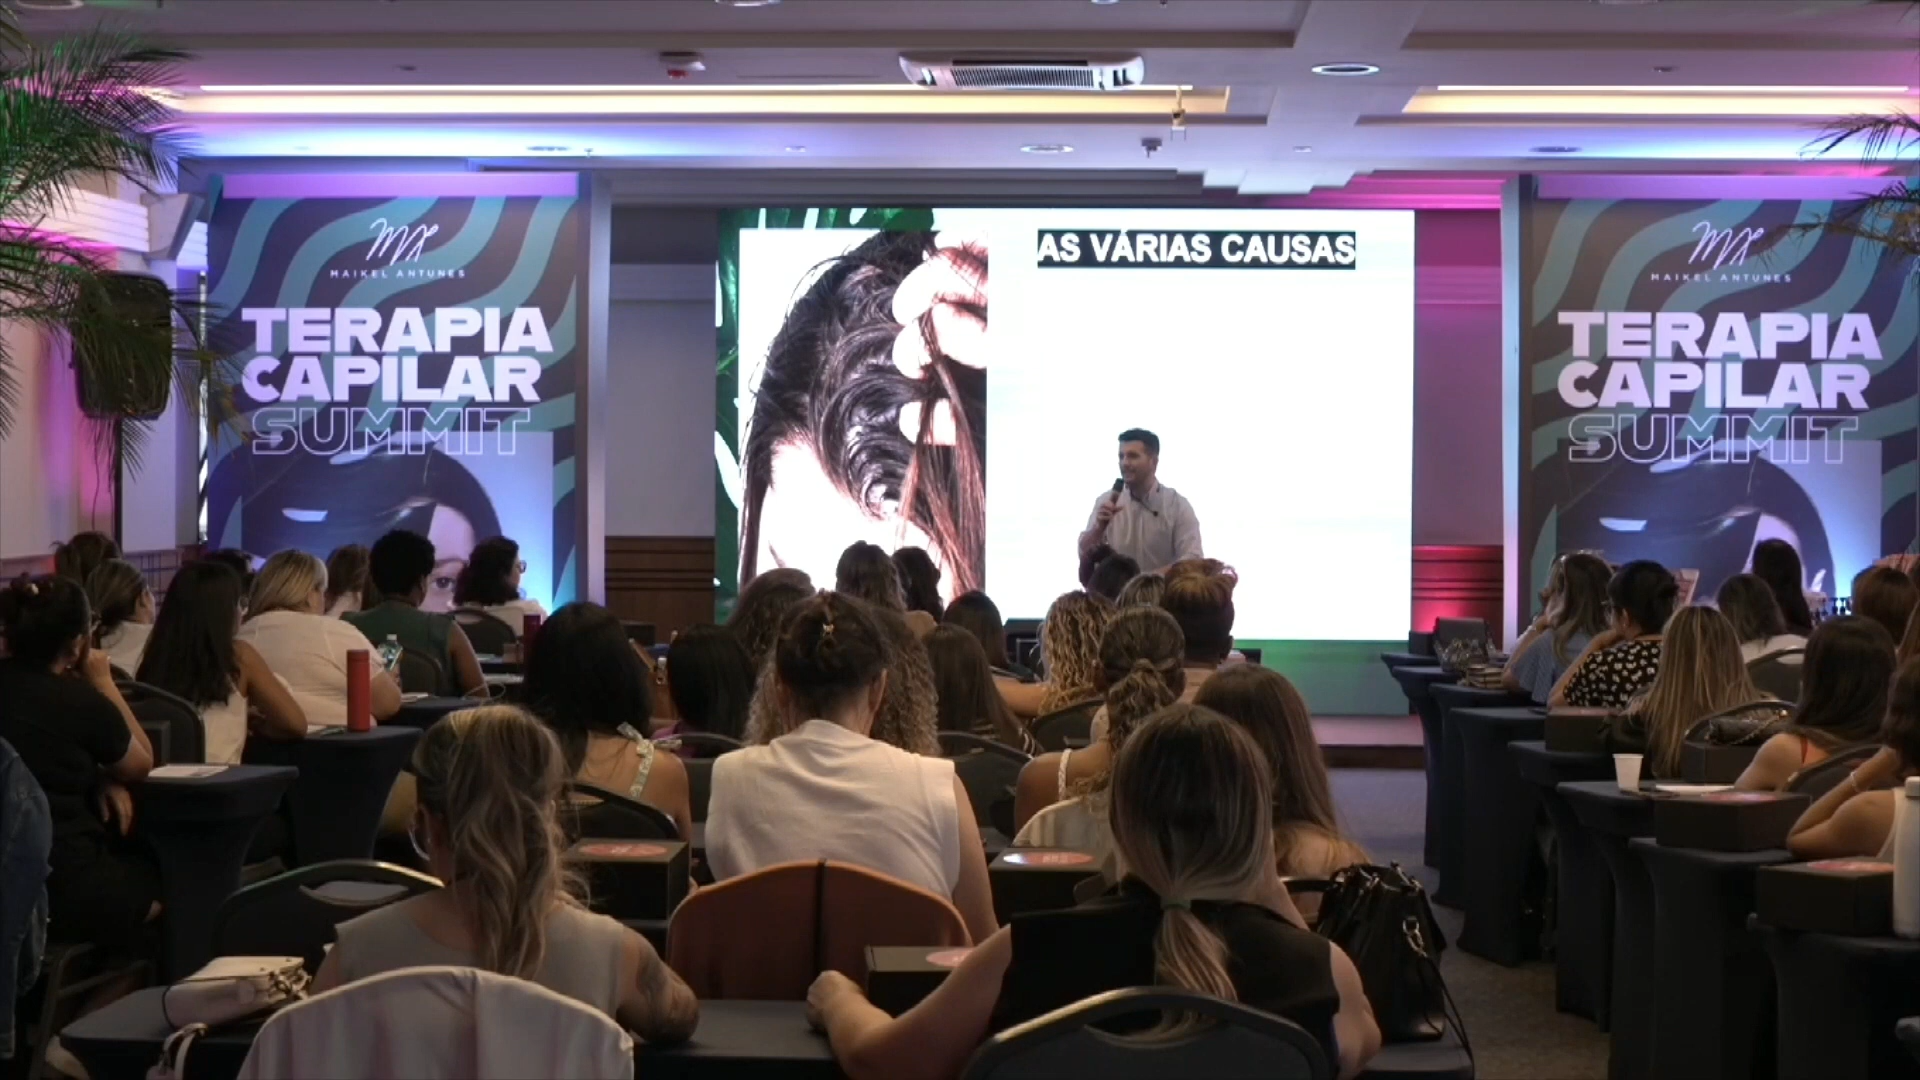 MAIKEL ANTUNES
TERAPIA
CAPILAR
SUMMIT
AS VÁRIAS CAUSAS
MAIKEL ANTUNES
TERAPIA
CAPILAR
SUMMIT